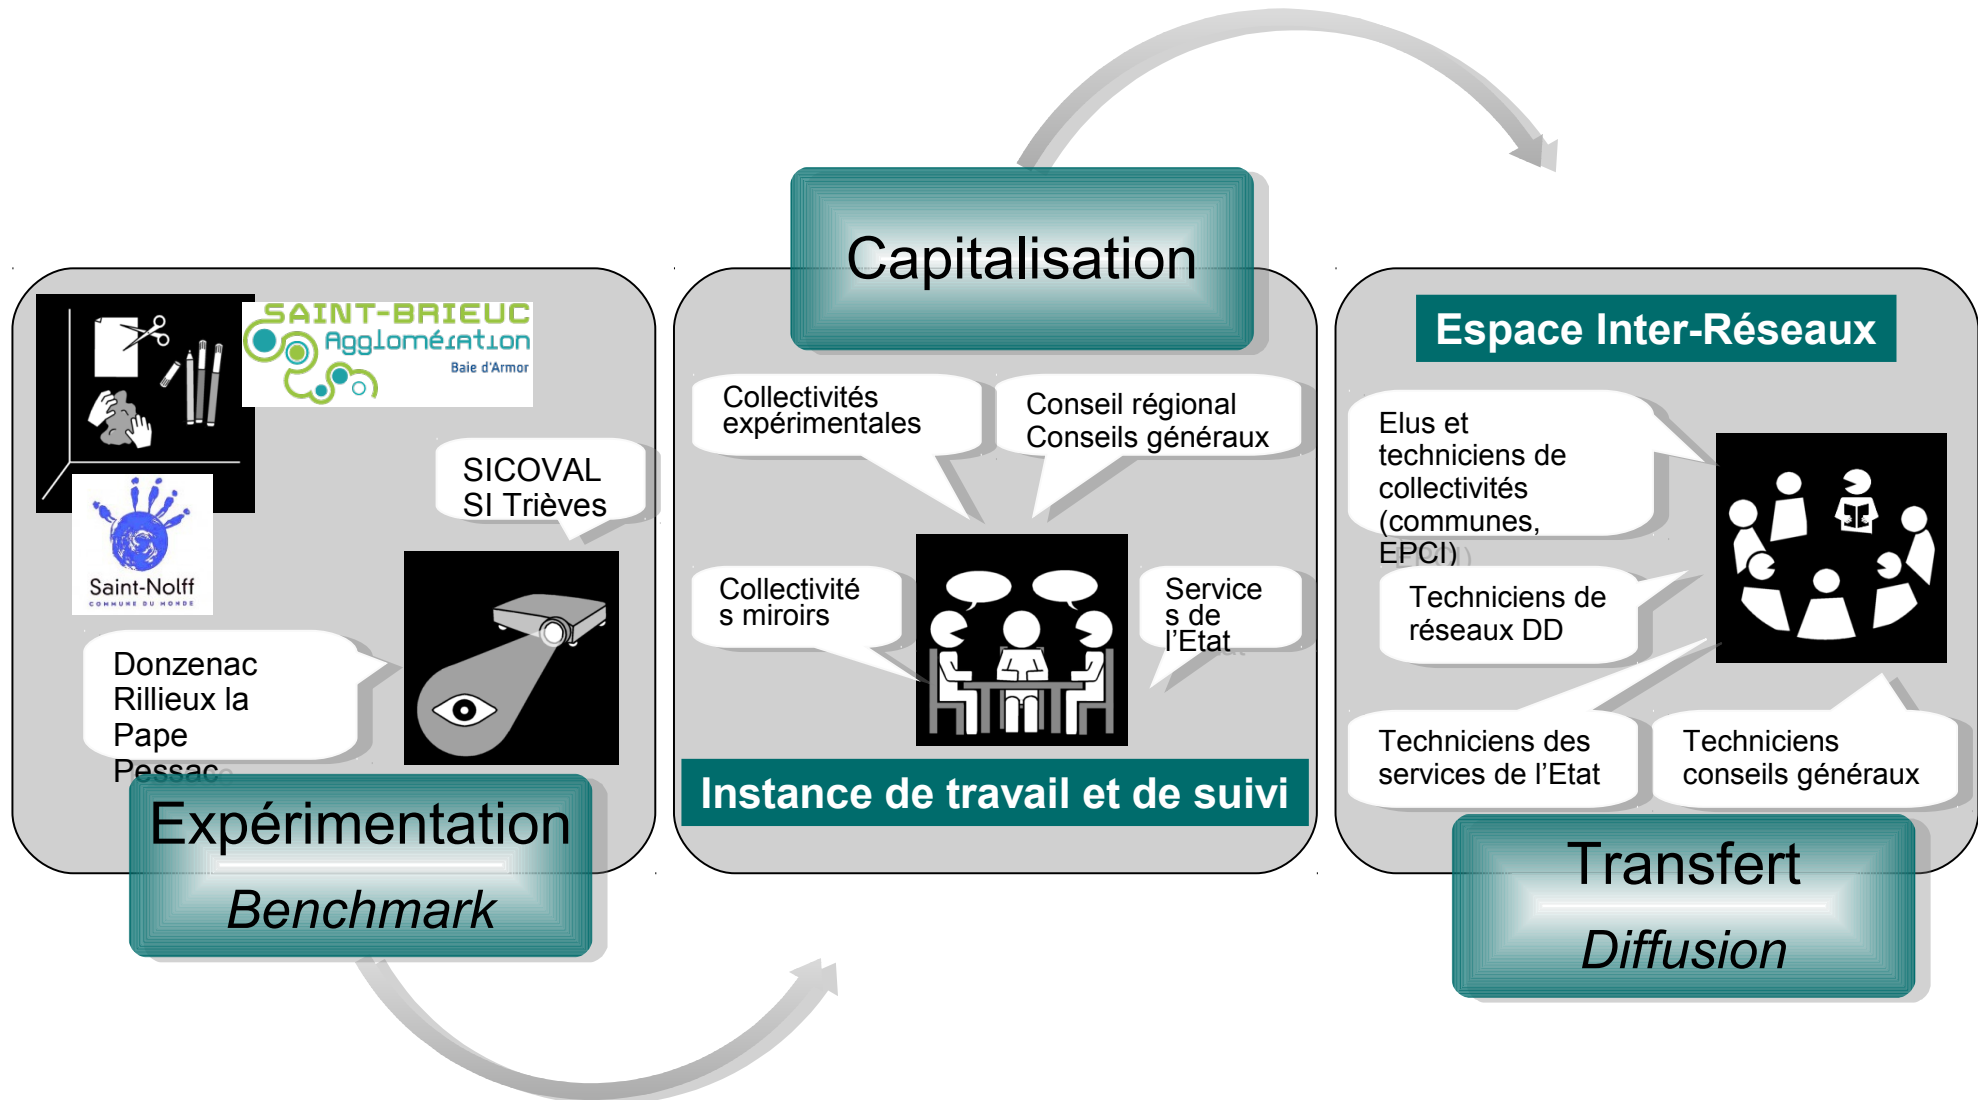 SAINT-BRIEUC
Agglomération
Baie d'Armor
Saint-Nolff
COMMUNE DU MONDE
SICOVAL
SI Trièves
Donzenac
Rillieux la
Pape
Pessac
Expérimentation
Benchmark
Capitalisation
Collectivités
expérimentales
Conseil régional
Conseils généraux
Collectivité
s miroirs
Service
s de
l’Etat
Instance de travail et de suivi
Espace Inter-Réseaux
Elus et
techniciens de
collectivités
(communes,
EPCI)
Techniciens de
réseaux DD
Techniciens des
services de l’Etat
Techniciens
conseils généraux
Transfert
Diffusion